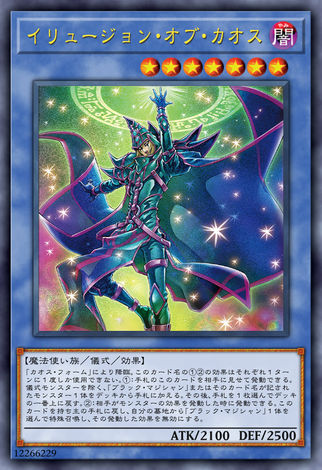 イリュージョン・オブ・カオス
やみ
闇
【魔法使い族/儀式/効果】
「カオス・フォーム」により降臨。このカード名の①②の効果はそれぞれ1ターンに1度しか使用できない。①:手札のこのカードを相手に見せて発動できる。
儀式モンスターを除く、「ブラック・マジシャン」またはそのカード名が記されたモンスター1体をデッキから手札に加える。その後、手札を1枚選んでデッキの一番上に戻す。②:相手がモンスターの効果を発動した時に発動できる。このカードを持ち主の手札に戻し、自分の墓地から「ブラック・マジシャン」1体を選んで特殊召喚し、その発動した効果を無効にする。
ATK/2100 DEF/2500
12266229